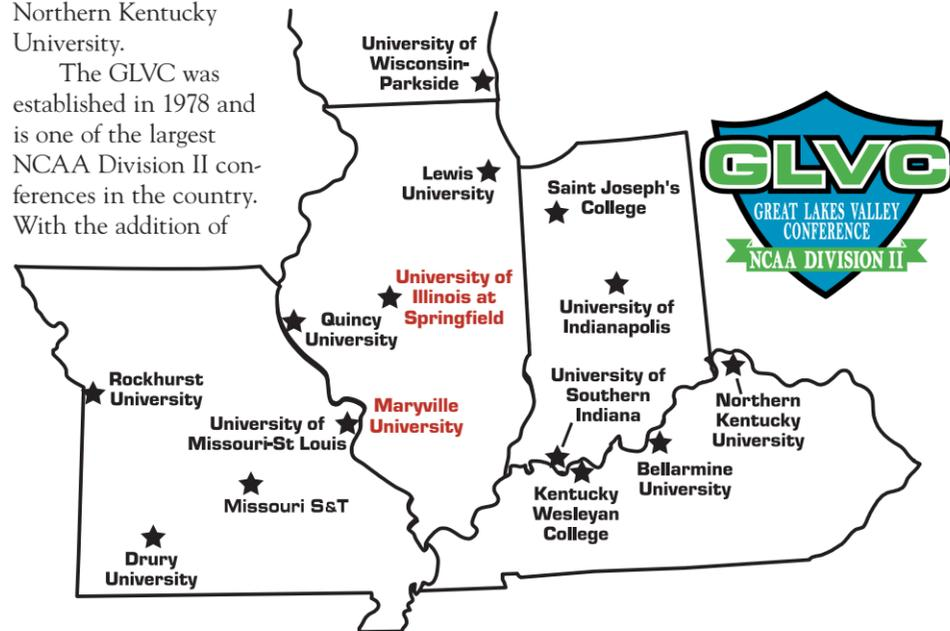 Northern Kentucky
University.
The GLVC was
established in 1978 and
is one of the largest
NCAA Division II con-
ferences in the country.
With the addition of
University of
Wisconsin-
Parkside
Lewis
University
Saint Joseph's
College
GLVC
GREAT LAKES VALLEY
CONFERENCE
NCAA DIVISION II
University of
Illinois at
Springfield
Quincy
University
University of
Indianapolis
Rockhurst
University
Maryville
University
University of
Missouri-St Louis
University of
Southern
Indiana
Northern
Kentucky
University
Bellarmine
University
Kentucky
Wesleyan
College
Missouri S&T
Drury
University